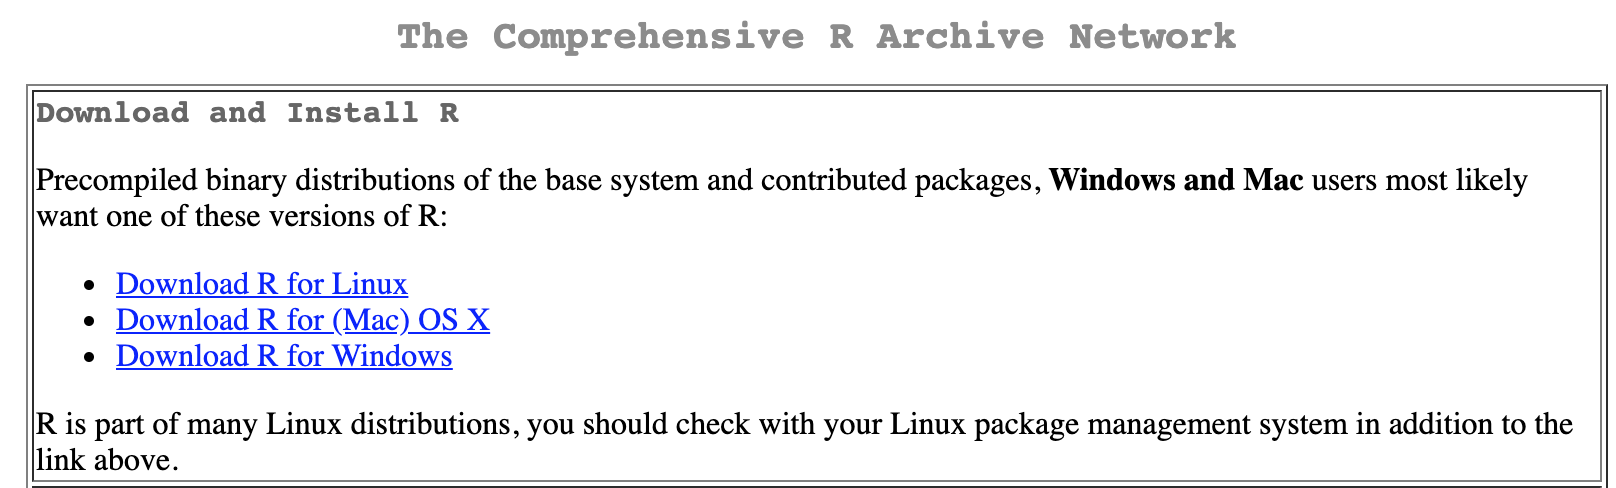 The Comprehensive R Archive Network
Download and Install R
Precompiled binary distributions of the base system and contributed packages, Windows and Mac users most likely
want one of these versions of R:
• Download R for Linux
• Download R for (Mac) OS X
• Download R for Windows
R is part of many Linux distributions, you should check with your Linux package management system in addition to the
link above.